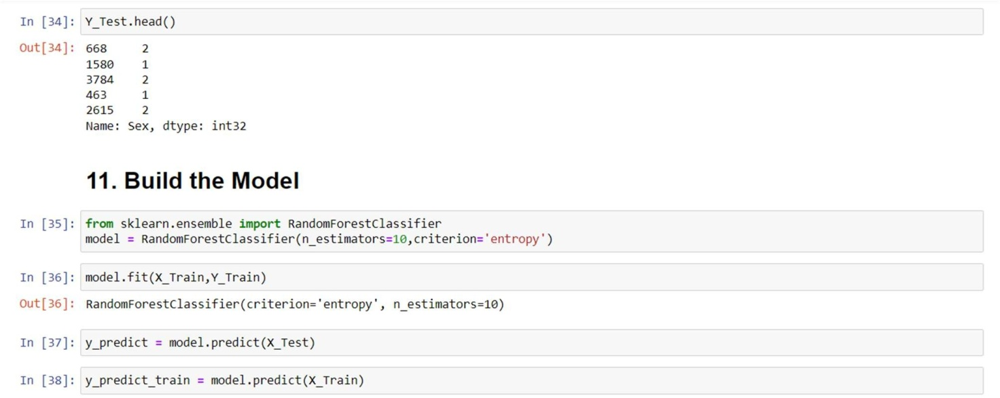 In [34]: Y_Test.head()
Out[34]: 668 2
1580 1
3784 2
463 1
2615 2
Name: Sex, dtype: int32
11. Build the Model
In [35]: from sklearn.ensemble import RandomForestClassifier
model = RandomForestClassifier(n_estimators=10,criterion='entropy')
In [36]: model.fit(X_Train,Y_Train)
Out[36]: RandomForestClassifier(criterion='entropy', n_estimators=10)
In [37]: y_predict = model.predict(X_Test)
In [38]: y_predict_train = model.predict(X_Train)